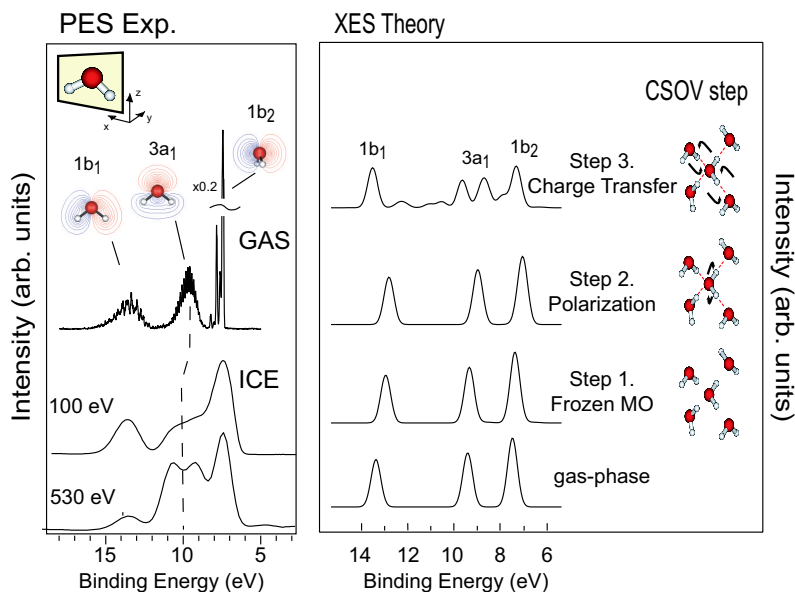 PES Exp.
XES Theory
CSOV step
z
x
y
1b2
3a1
1b1
x0.2
GAS
ICE
100 eV
530 eV
15
10
5
Binding Energy (eV)
Intensity (arb. units)
1b1
3a1
1b2
Step 3.
Charge Transfer
Step 2.
Polarization
Step 1.
Frozen MO
gas-phase
14
12
10
8
6
Binding Energy (eV)
Intensity (arb. units)